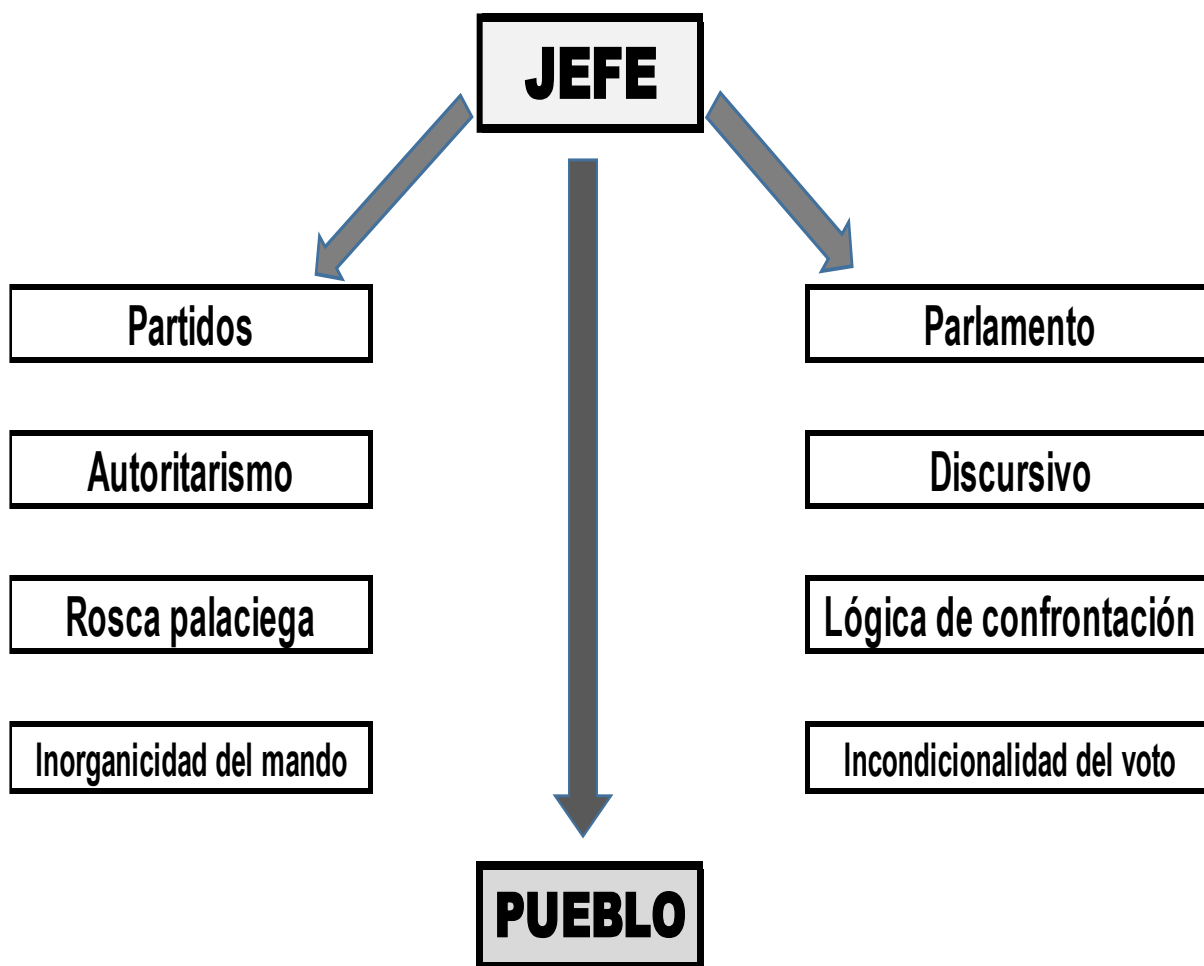 JEFE
Partidos
Parlamento
Autoritarismo
Discursivo
Rosca palaciega
Lógica de confrontación
Inorganicidad del mando
Incondicionalidad del voto
PUEBLO